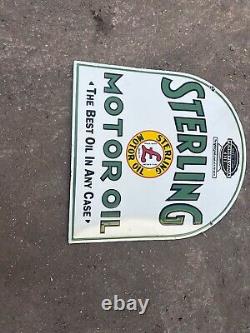 STERLING
STERLING
£
MOTOR OIL
MOTOR OIL
"THE BEST OIL IN ANY CASE"